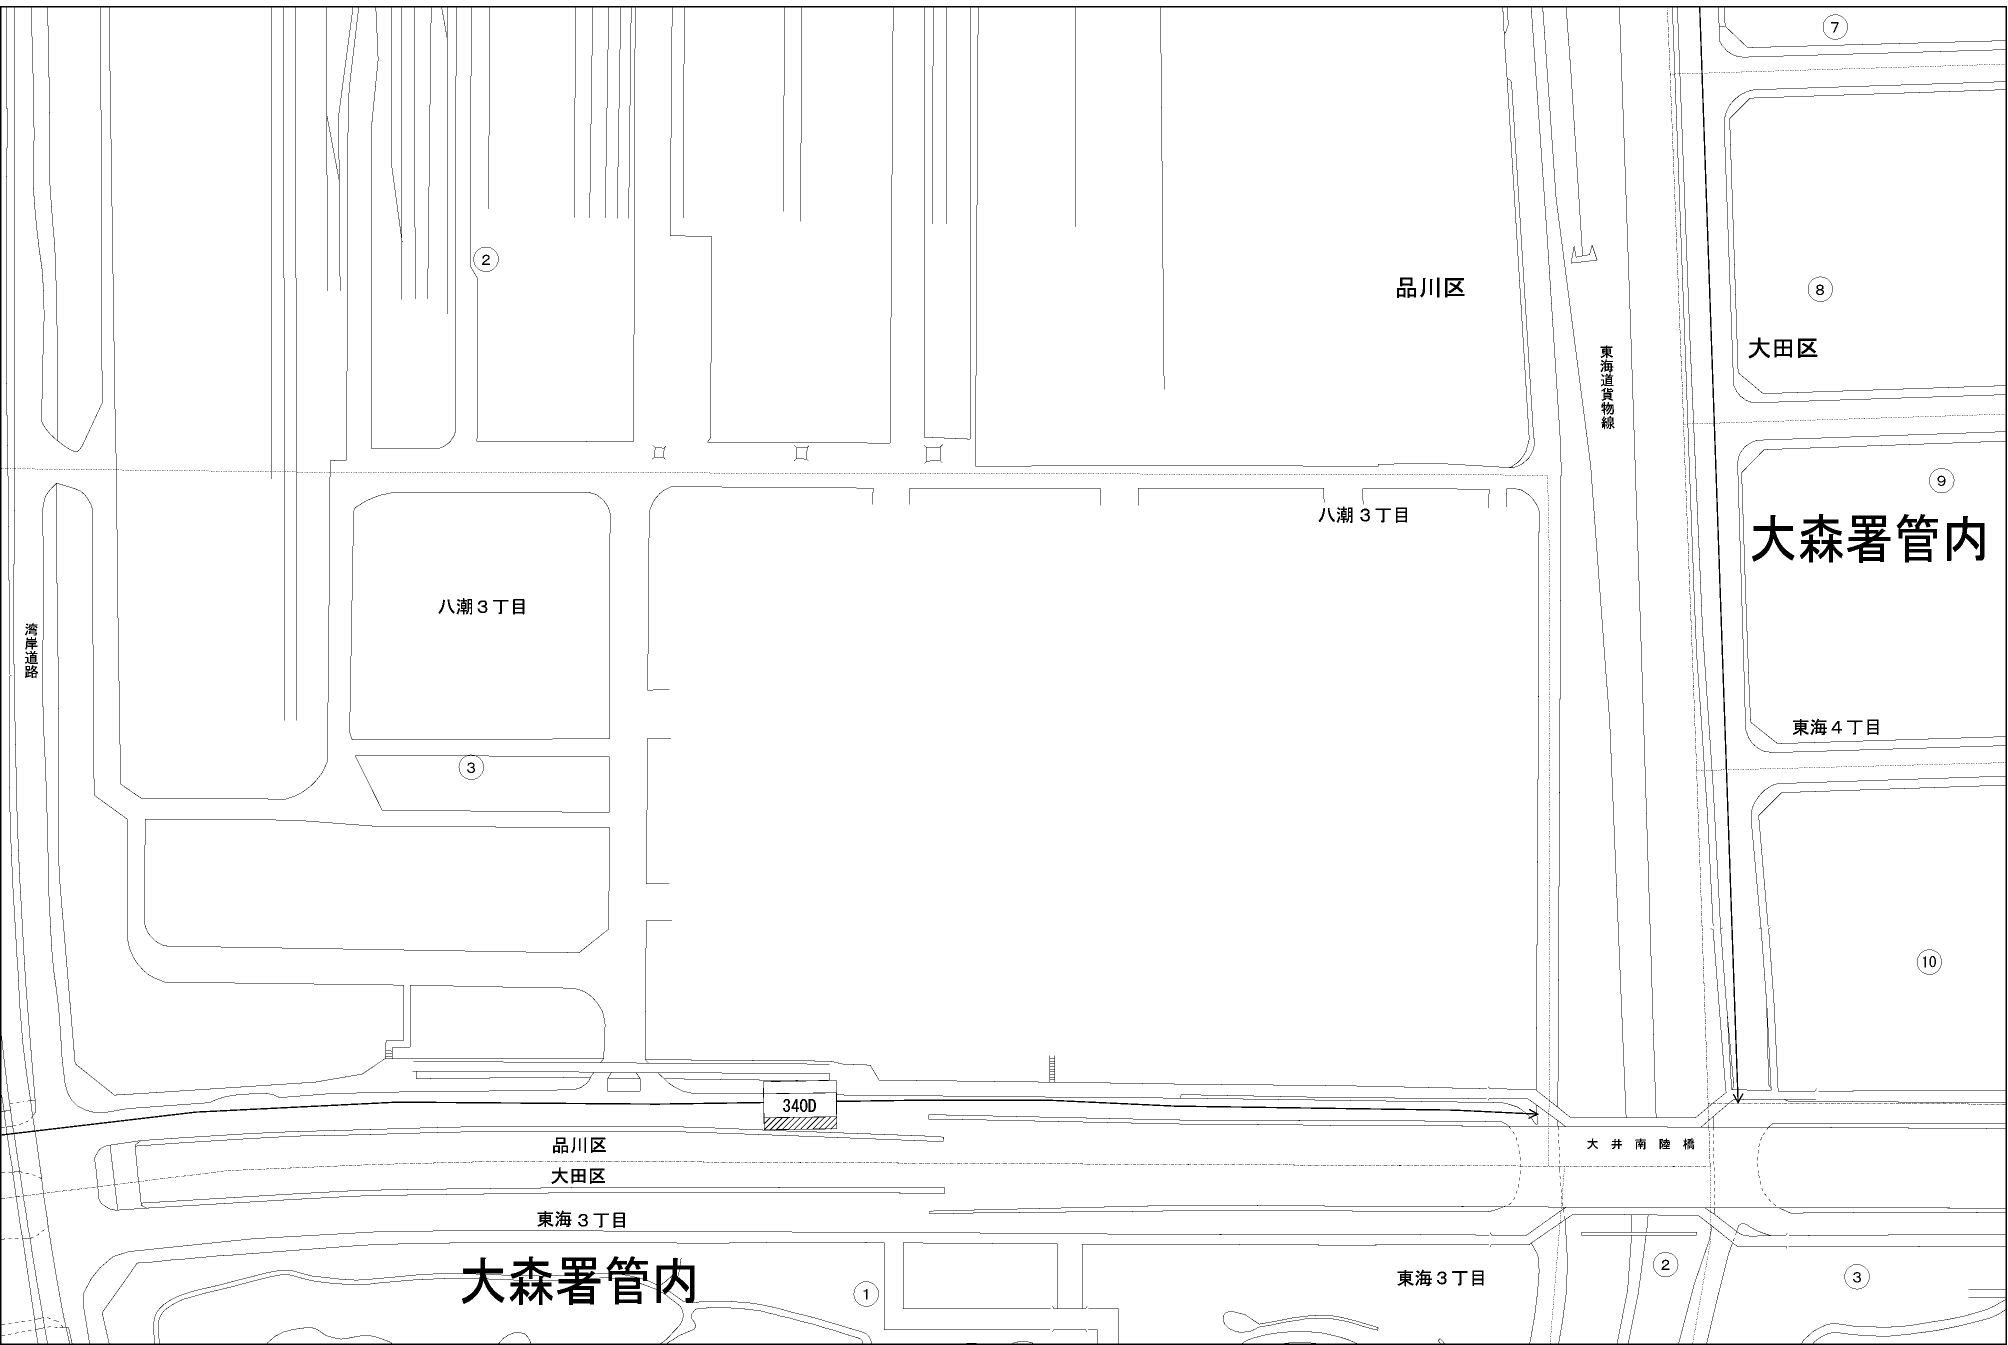 ⑦
②
品川区
⑧
大田区
東海道貨物線
⑨
八潮３丁目
大森署管内
八潮３丁目
湾岸道路
東海４丁目
③
⑩
340D
品川区
大井南陸橋
大田区
東海３丁目
大森署管内
東海３丁目
②
③
①